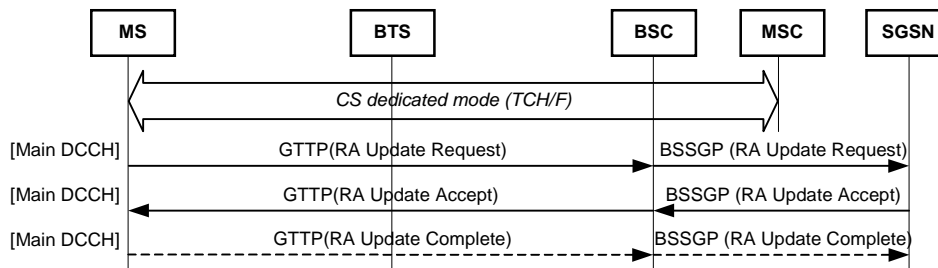 MS BTS BSC MSC SGSN
CS dedicated mode (TCH/F)
[Main DCCH] GTTP(RA Update Request) BSSGP (RA Update Request)
[Main DCCH] GTTP(RA Update Accept) BSSGP (RA Update Accept)
[Main DCCH] GTTP(RA Update Complete) BSSGP (RA Update Complete)